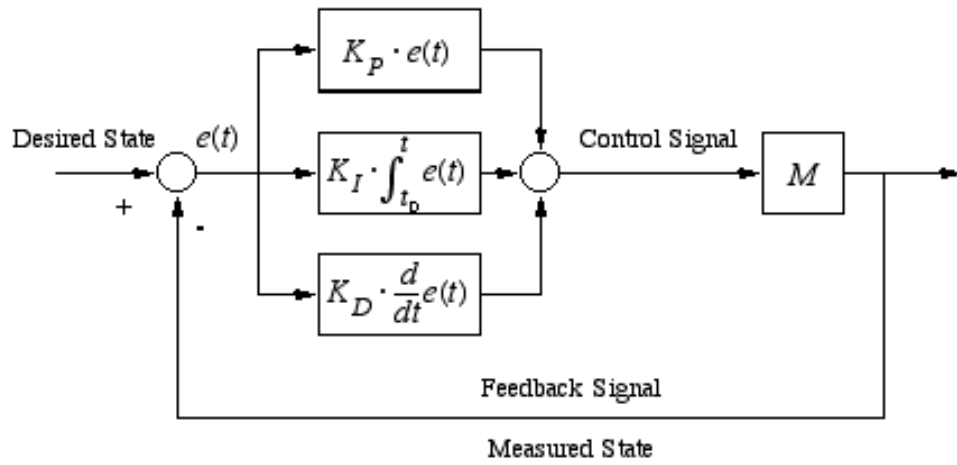 K_P · e(t)
Desired State
e(t)
Control Signal
K_I · ∫_{t_0}^{t} e(t)
M
+
-
K_D · d/dt e(t)
Feedback Signal
Measured State